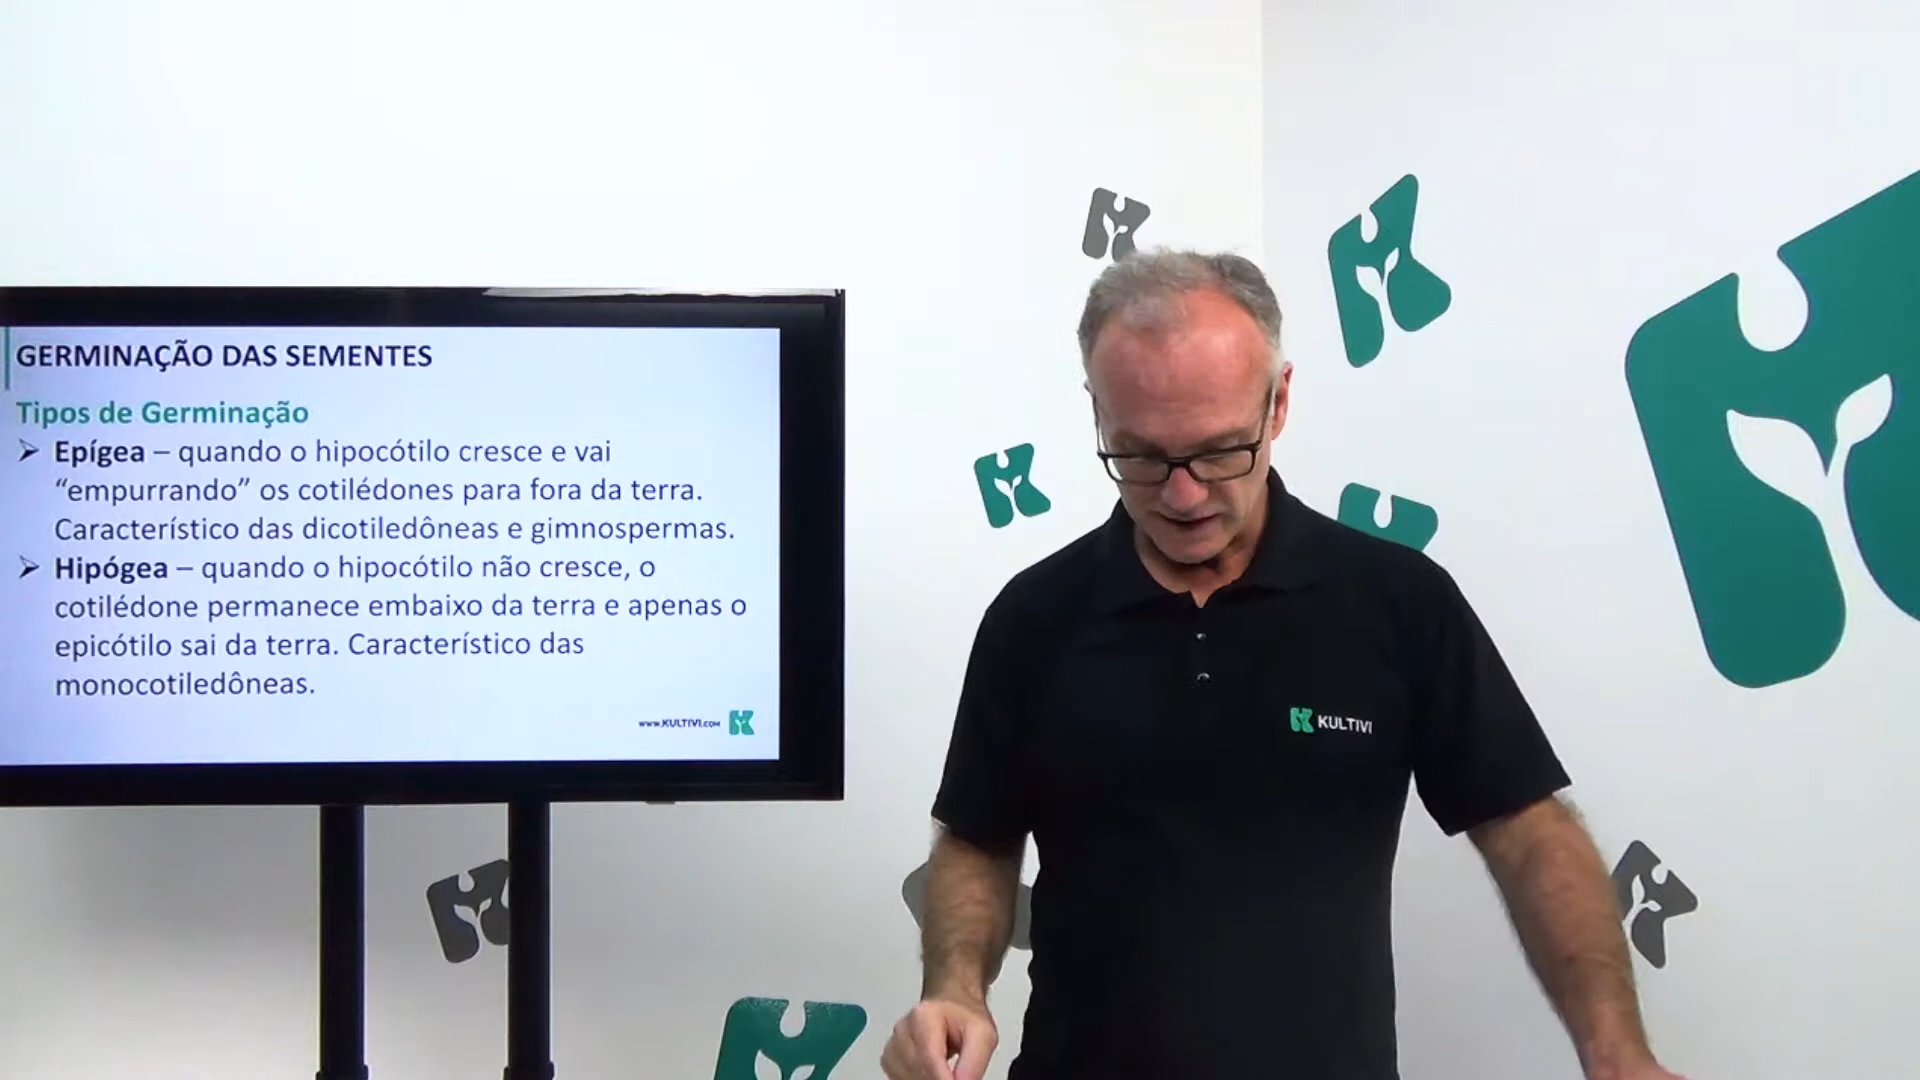 GERMINAÇÃO DAS SEMENTES
Tipos de Germinação
➢ Epígea – quando o hipocótilo cresce e vai
“empurrando” os cotilédones para fora da terra.
Característico das dicotiledôneas e gimnospermas.
➢ Hipógea – quando o hipocótilo não cresce, o
cotilédone permanece embaixo da terra e apenas o
epicótilo sai da terra. Característico das
monocotiledôneas.
www.KULTIVI.com
KULTIVI